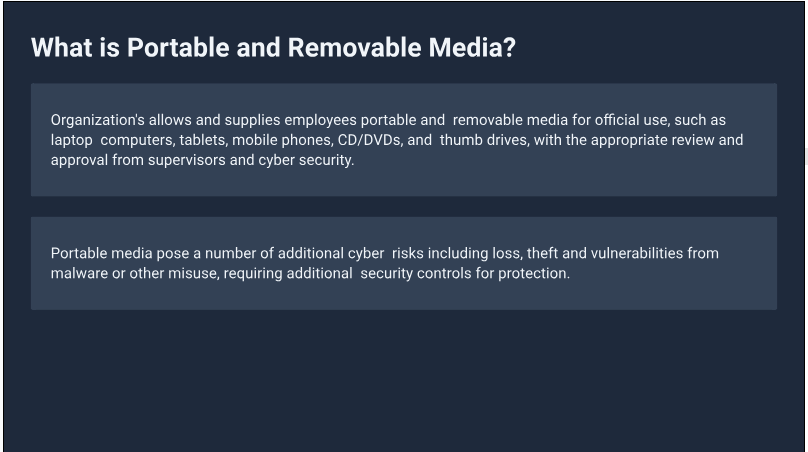 What is Portable and Removable Media?
Organization's allows and supplies employees portable and  removable media for official use, such as
laptop  computers, tablets, mobile phones, CD/DVDs, and  thumb drives, with the appropriate review and
approval from supervisors and cyber security.
Portable media pose a number of additional cyber  risks including loss, theft and vulnerabilities from
malware or other misuse, requiring additional  security controls for protection.